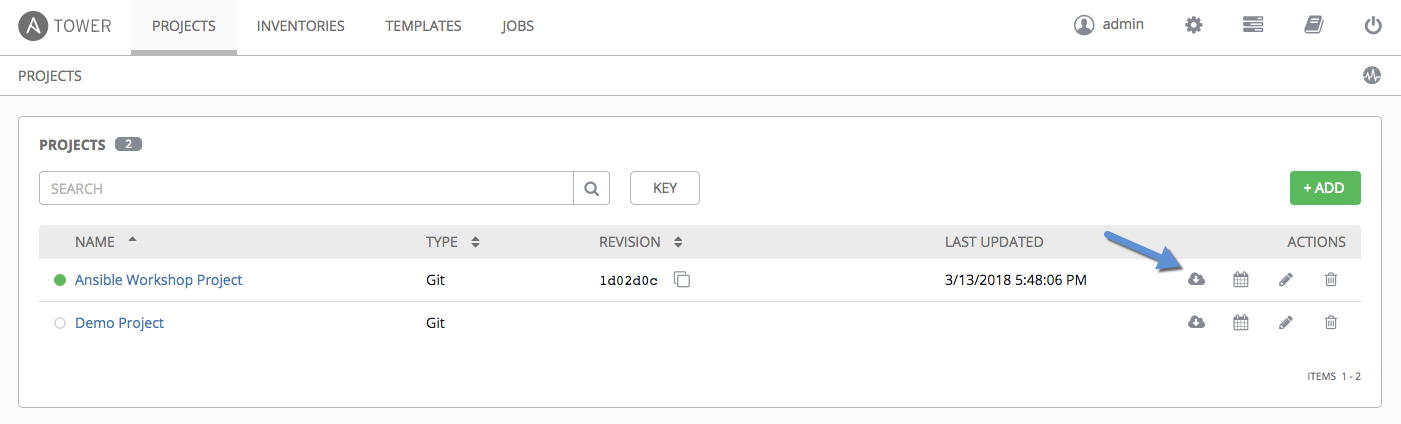 TOWER PROJECTS INVENTORIES TEMPLATES JOBS admin
PROJECTS
PROJECTS 2
SEARCH KEY + ADD
NAME TYPE REVISION LAST UPDATED ACTIONS
Ansible Workshop Project Git 1d02d0c 3/13/2018 5:48:06 PM
Demo Project Git
ITEMS 1 - 2